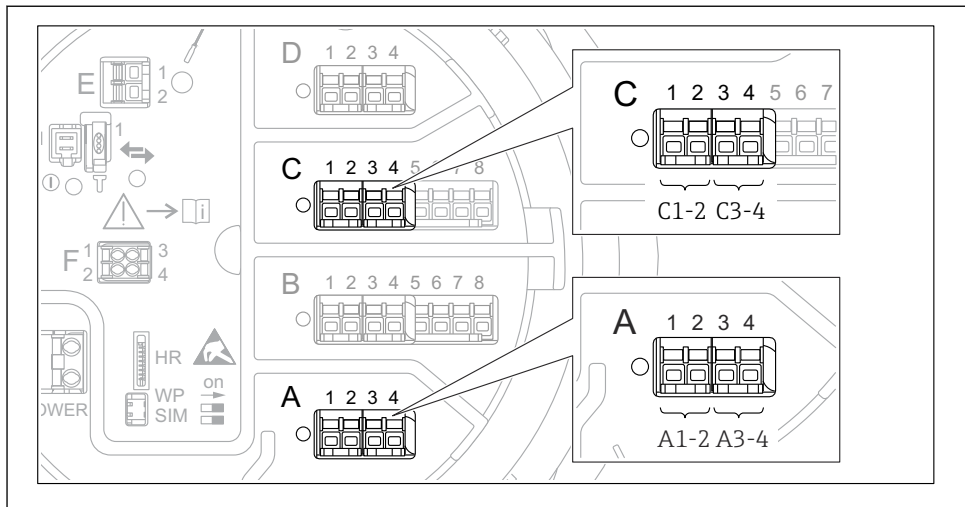 D 1 2 3 4
E 1
2
1
C 1 2 3 4 5 6 7 8
i
F 1 3
2 4
B 1 2 3 4 5 6 7 8
HR
WP on
SIM
OWER
A 1 2 3 4
C 1 2 3 4 5 6 7
C1-2 C3-4
A 1 2 3 4
A1-2 A3-4